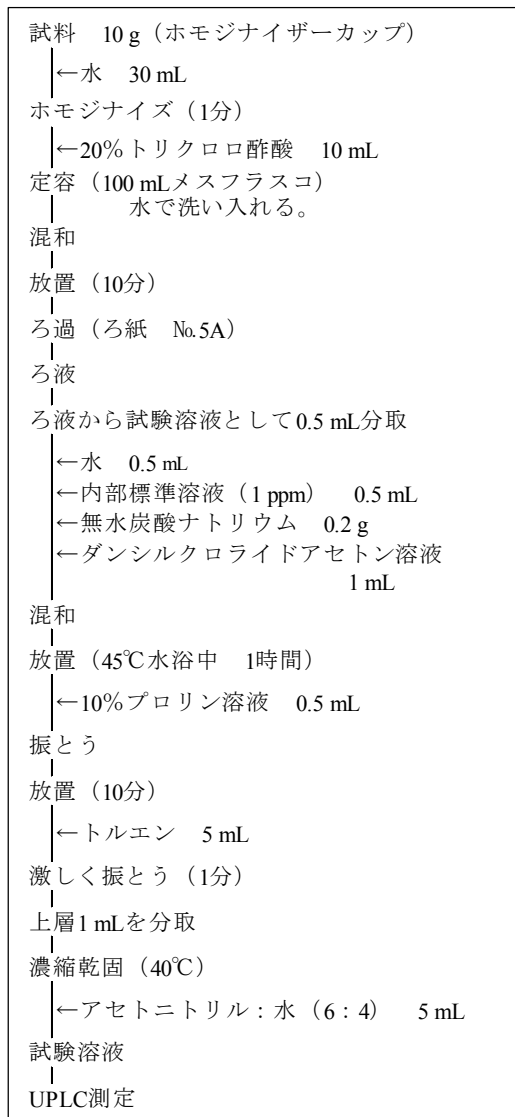 試料　10 g（ホモジナイザーカップ）
←水　30 mL
ホモジナイズ（1分）
←20％トリクロロ酢酸　10 mL
定容（100 mLメスフラスコ）
水で洗い入れる。
混和
放置（10分）
ろ過（ろ紙　№5A）
ろ液
ろ液から試験溶液として0.5 mL分取
←水　0.5 mL
←内部標準溶液（1 ppm）　0.5 mL
←無水炭酸ナトリウム　0.2 g
←ダンシルクロライドアセトン溶液
1 mL
混和
放置（45℃水浴中　1時間）
←10％プロリン溶液　0.5 mL
振とう
放置（10分）
←トルエン　5 mL
激しく振とう（1分）
上層1 mLを分取
濃縮乾固（40℃）
←アセトニトリル：水（6：4）　5 mL
試験溶液
UPLC測定